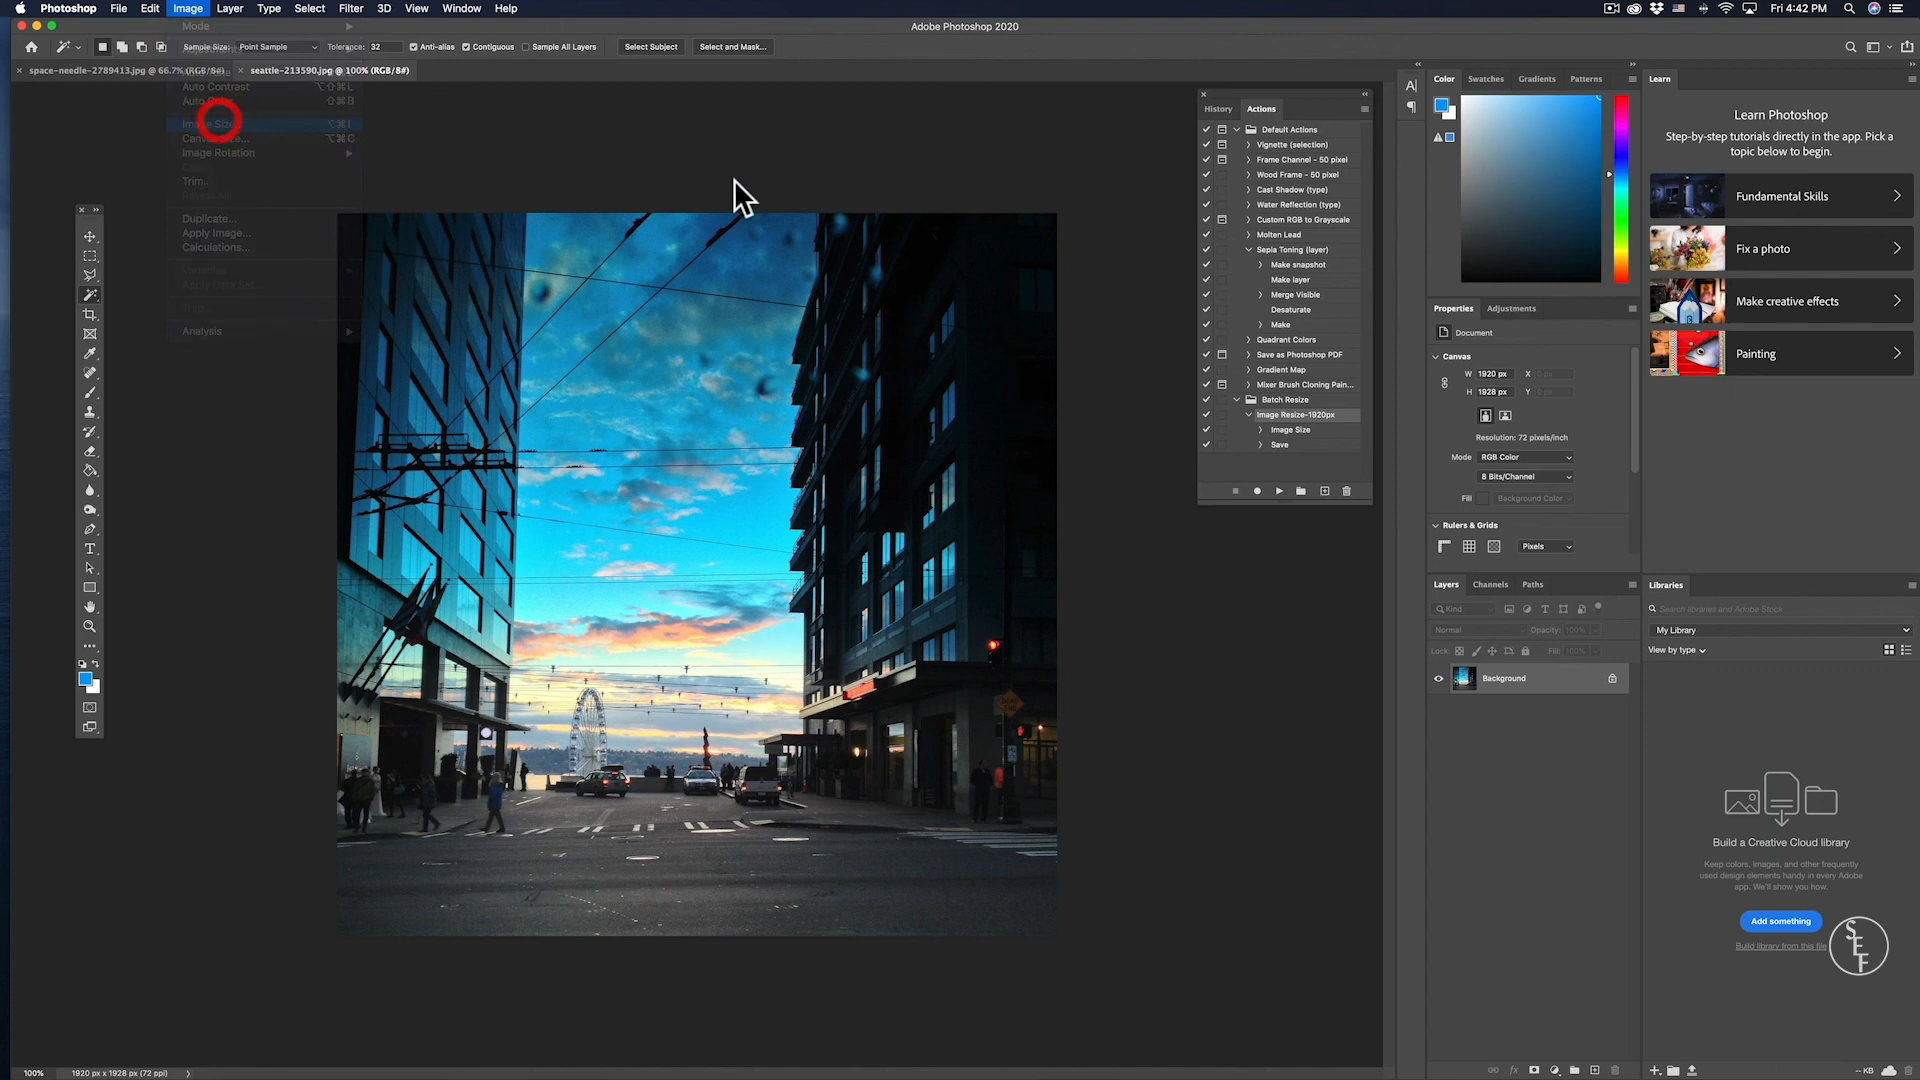 Photoshop File Edit Image Layer Type Select Filter 3D View Window Help
Fri 4:42 PM
Adobe Photoshop 2020
Sample Size: Point Sample Tolerance: 32 Anti-alias Contiguous Sample All Layers Select Subject Select and Mask...
space-needle-2789413.jpg @ 66.7% (RGB/8#) seattle-213590.jpg @ 100% (RGB/8#)
Mode
Auto Contrast ⌥⇧⌘L
Auto Color ⇧⌘B
Image Size... ⌥⌘I
Canvas Size... ⌥⌘C
Image Rotation
Trim...
Duplicate...
Apply Image...
Calculations...
Analysis
History Actions
Default Actions
Vignette (selection)
Frame Channel - 50 pixel
Wood Frame - 50 pixel
Cast Shadow (type)
Water Reflection (type)
Custom RGB to Grayscale
Molten Lead
Sepia Toning (layer)
Make snapshot
Make layer
Merge Visible
Desaturate
Make
Quadrant Colors
Save as Photoshop PDF
Gradient Map
Mixer Brush Cloning Pain...
Batch Resize
Image Resize-1920px
Image Size
Save
Color Swatches Gradients Patterns
Properties Adjustments
Document
Canvas
W 1920 px X 0 px
H 1928 px Y 0 px
Resolution: 72 pixels/inch
Mode RGB Color
8 Bits/Channel
Fill Background Color
Rulers & Grids
Pixels
Layers Channels Paths
Kind
Normal Opacity: 100%
Lock: Fill: 100%
Background
Learn
Learn Photoshop
Step-by-step tutorials directly in the app. Pick a
topic below to begin.
Fundamental Skills
Fix a photo
Make creative effects
Painting
Libraries
Search libraries and Adobe Stock
My Library
View by type
Build a Creative Cloud library
Keep colors, images, and other frequently
used design elements handy in every Adobe
app. We'll show you how.
Add something
Build library from this file
SEF
-- KB
100% 1920 px x 1928 px (72 ppi)